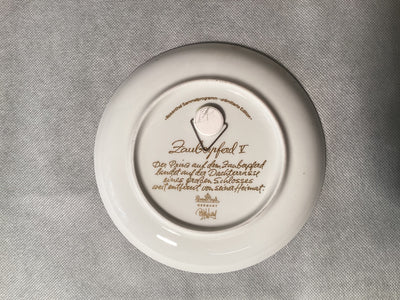 Zauberpferd V
Der Prinz auf dem Zauberpferd
landet auf der Dachterrasse
eines großen Schlosses
weit entfernt von seiner Heimat.
GERMANY